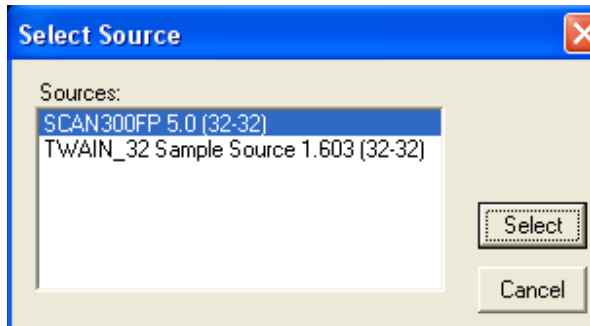 Select Source
Sources:
SCAN300FP 5.0 (32-32)
TWAIN_32 Sample Source 1.603 (32-32)
Select
Cancel